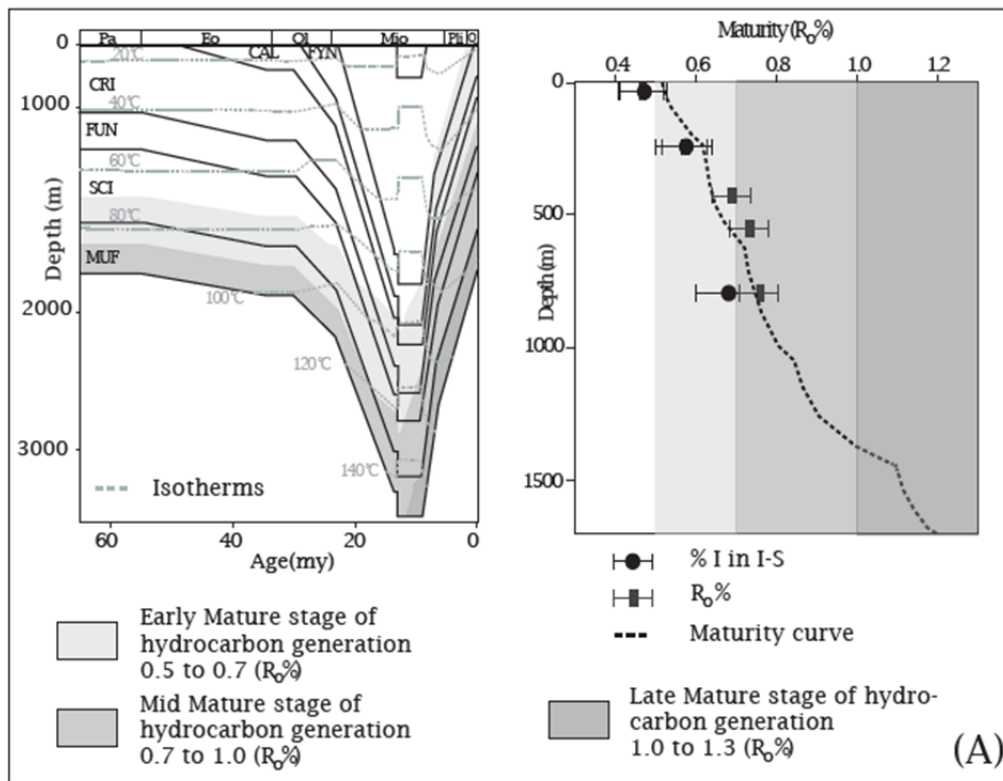 Pa Eo Ol Mio Pli Q
CAL FYN
0
20℃
CRI
1000
40℃
FUN
60℃
SCI
80℃
MUF
100℃
2000
120℃
3000
140℃
Depth (m)
Isotherms
60 40 20 0
Age(my)
Early Mature stage of
hydrocarbon generation
0.5 to 0.7 (Ro%)
Mid Mature stage of
hydrocarbon generation
0.7 to 1.0 (Ro%)
Maturity (Ro%)
0.4 0.6 0.8 1.0 1.2
0
500
1000
1500
Depth(m)
% I in I-S
Ro%
Maturity curve
Late Mature stage of hydro-
carbon generation
1.0 to 1.3 (Ro%)
(A)